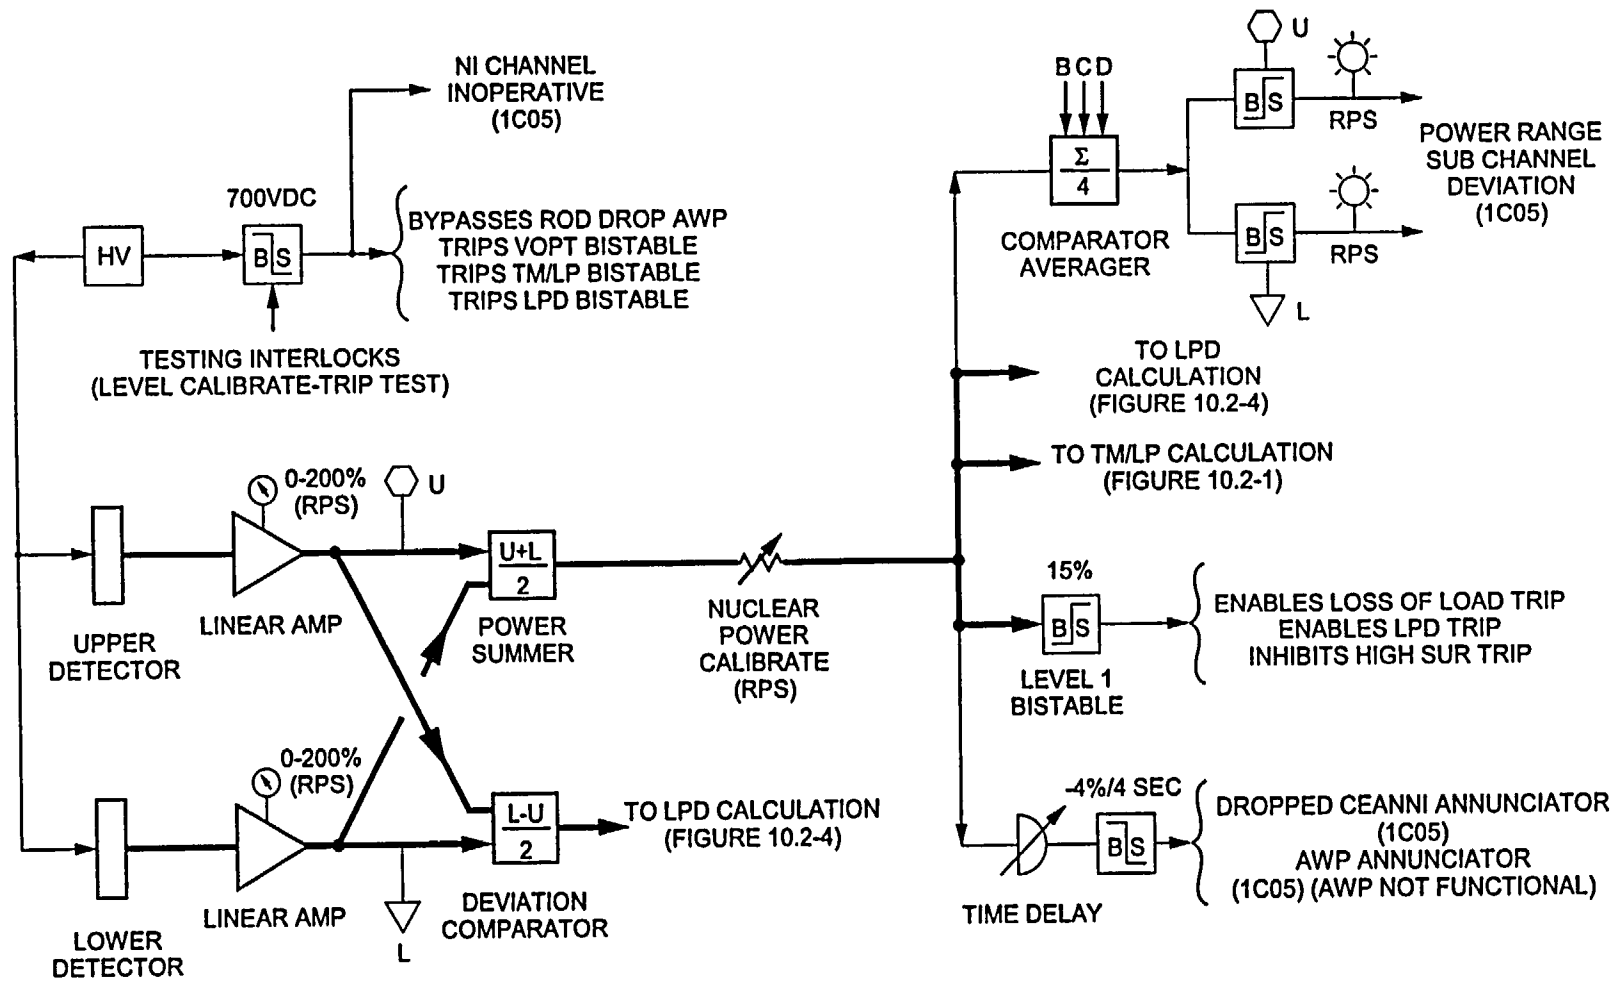 NI CHANNEL
INOPERATIVE
(1C05)
700VDC
HV
B S
BYPASSES ROD DROP AWP
TRIPS VOPT BISTABLE
TRIPS TM/LP BISTABLE
TRIPS LPD BISTABLE
TESTING INTERLOCKS
(LEVEL CALIBRATE-TRIP TEST)
0-200%
(RPS)
U
UPPER
DETECTOR
LINEAR AMP
U+L
2
POWER
SUMMER
NUCLEAR
POWER
CALIBRATE
(RPS)
0-200%
(RPS)
LOWER
DETECTOR
LINEAR AMP
L
L-U
2
DEVIATION
COMPARATOR
TO LPD CALCULATION
(FIGURE 10.2-4)
B C D
Σ
4
COMPARATOR
AVERAGER
U
B S
RPS
POWER RANGE
SUB CHANNEL
DEVIATION
(1C05)
B S
RPS
L
TO LPD
CALCULATION
(FIGURE 10.2-4)
TO TM/LP CALCULATION
(FIGURE 10.2-1)
15%
B S
LEVEL 1
BISTABLE
ENABLES LOSS OF LOAD TRIP
ENABLES LPD TRIP
INHIBITS HIGH SUR TRIP
-4%/4 SEC
B S
TIME DELAY
DROPPED CEANNI ANNUNCIATOR
(1C05)
AWP ANNUNCIATOR
(1C05) (AWP NOT FUNCTIONAL)